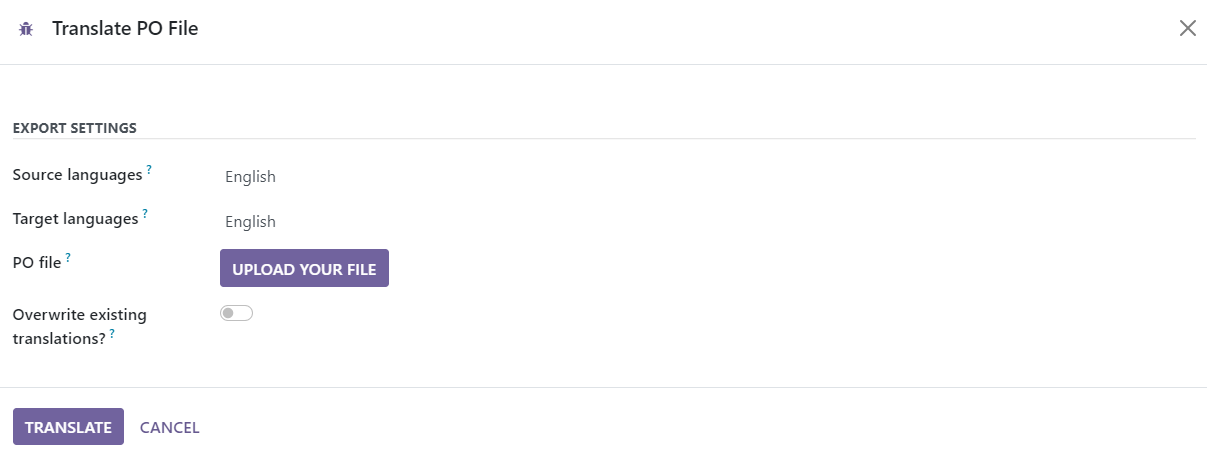 Translate PO File
EXPORT SETTINGS
Source languages ?
English
Target languages ?
English
PO file ?
UPLOAD YOUR FILE
Overwrite existing
translations? ?
TRANSLATE
CANCEL